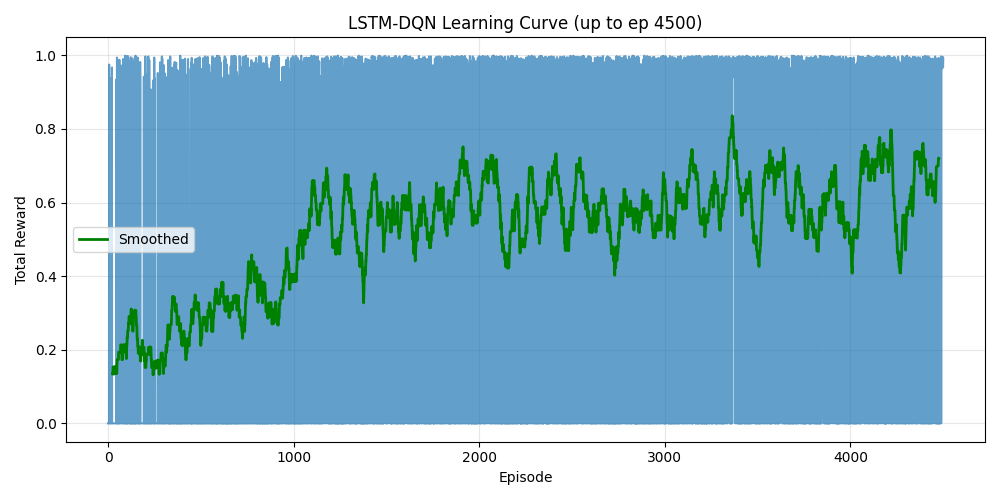 LSTM-DQN Learning Curve (up to ep 4500)
1.0
0.8
0.6
0.4
0.2
0.0
Total Reward
Smoothed
0 1000 2000 3000 4000
Episode